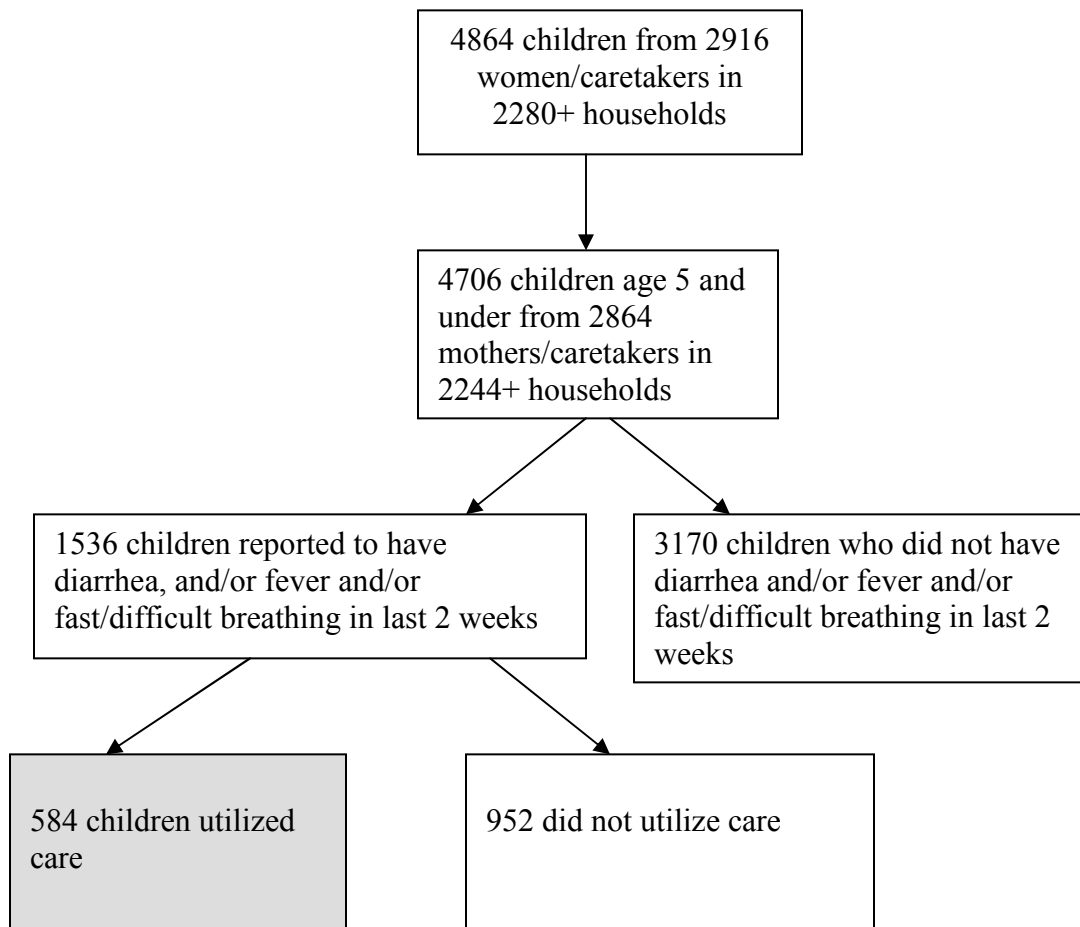 4864 children from 2916
women/caretakers in
2280+ households
4706 children age 5 and
under from 2864
mothers/caretakers in
2244+ households
1536 children reported to have
diarrhea, and/or fever and/or
fast/difficult breathing in last 2 weeks
3170 children who did not have
diarrhea and/or fever and/or
fast/difficult breathing in last 2
weeks
584 children utilized
care
952 did not utilize care